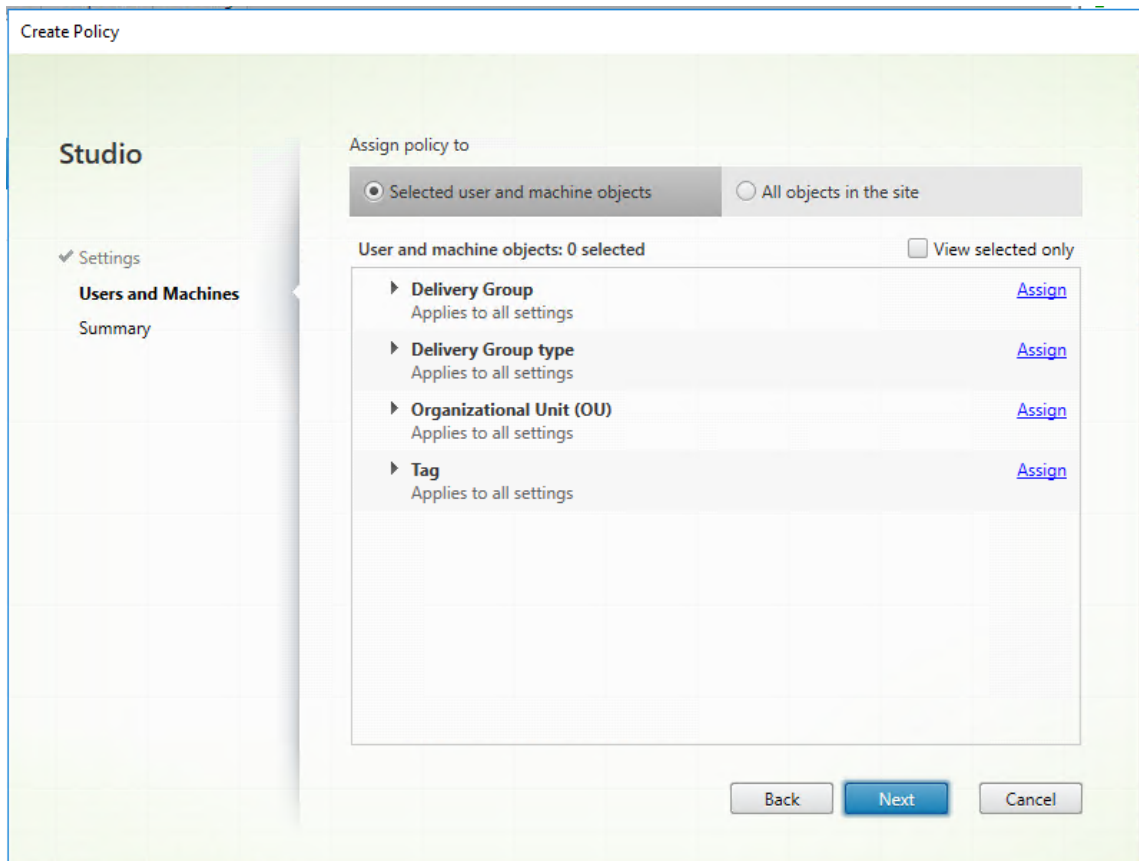 Create Policy
Studio
Settings
Users and Machines
Summary
Assign policy to
Selected user and machine objects
All objects in the site
User and machine objects: 0 selected
View selected only
Delivery Group
Assign
Applies to all settings
Delivery Group type
Assign
Applies to all settings
Organizational Unit (OU)
Assign
Applies to all settings
Tag
Assign
Applies to all settings
Back
Next
Cancel